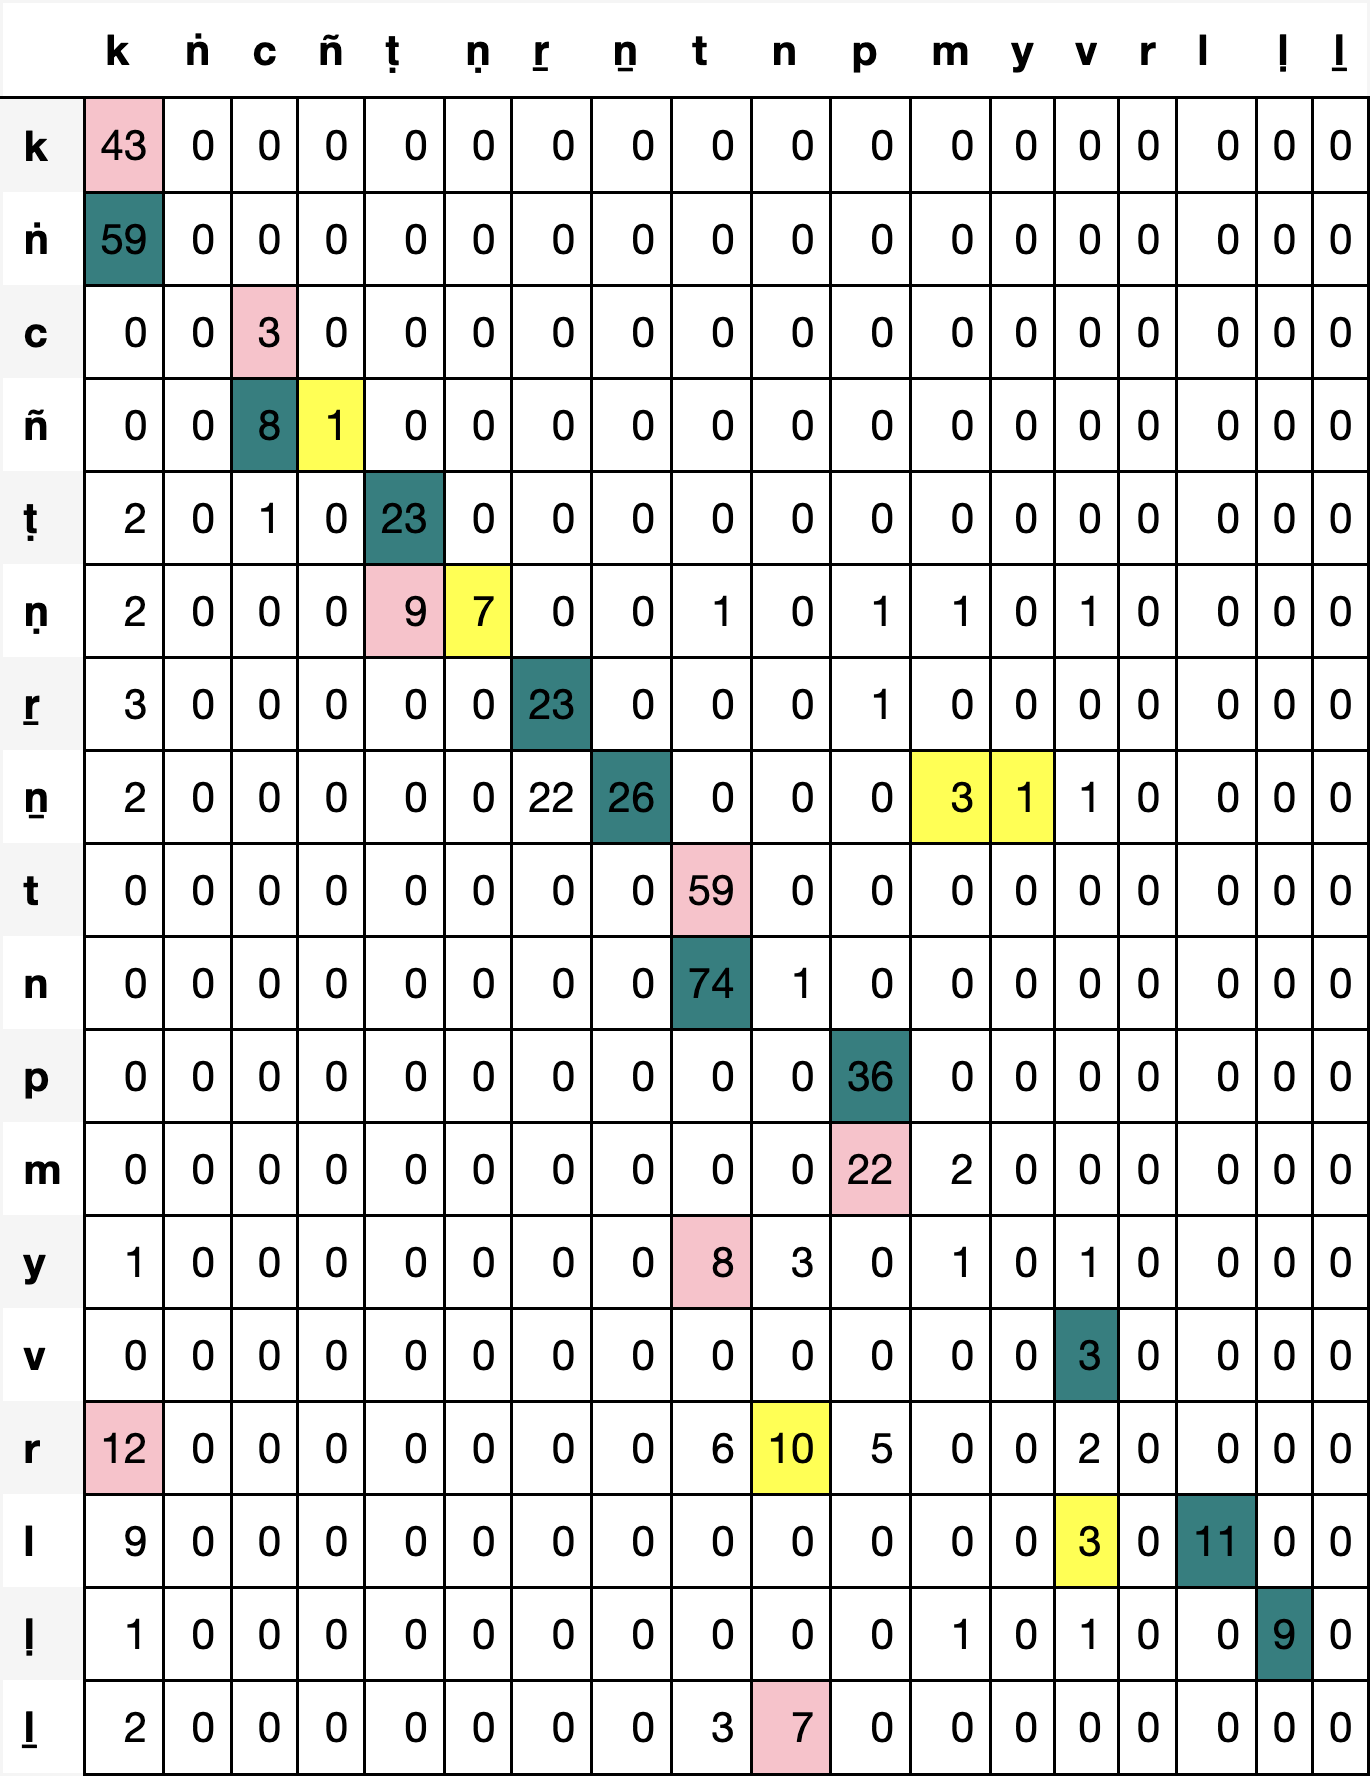 k ṅ c ñ ṭ ṇ ṟ ṉ t n p m y v r l ḷ ḻ
k 43 0 0 0 0 0 0 0 0 0 0 0 0 0 0 0 0 0
ṅ 59 0 0 0 0 0 0 0 0 0 0 0 0 0 0 0 0 0
c 0 0 3 0 0 0 0 0 0 0 0 0 0 0 0 0 0 0
ñ 0 0 8 1 0 0 0 0 0 0 0 0 0 0 0 0 0 0
ṭ 2 0 1 0 23 0 0 0 0 0 0 0 0 0 0 0 0 0
ṇ 2 0 0 0 9 7 0 0 1 0 1 1 0 1 0 0 0 0
ṟ 3 0 0 0 0 0 23 0 0 0 1 0 0 0 0 0 0 0
ṉ 2 0 0 0 0 0 22 26 0 0 0 3 1 1 0 0 0 0
t 0 0 0 0 0 0 0 0 59 0 0 0 0 0 0 0 0 0
n 0 0 0 0 0 0 0 0 74 1 0 0 0 0 0 0 0 0
p 0 0 0 0 0 0 0 0 0 0 36 0 0 0 0 0 0 0
m 0 0 0 0 0 0 0 0 0 0 22 2 0 0 0 0 0 0
y 1 0 0 0 0 0 0 0 8 3 0 1 0 1 0 0 0 0
v 0 0 0 0 0 0 0 0 0 0 0 0 0 3 0 0 0 0
r 12 0 0 0 0 0 0 0 6 10 5 0 0 2 0 0 0 0
l 9 0 0 0 0 0 0 0 0 0 0 0 0 3 0 11 0 0
ḷ 1 0 0 0 0 0 0 0 0 0 0 1 0 1 0 0 9 0
ḻ 2 0 0 0 0 0 0 0 3 7 0 0 0 0 0 0 0 0